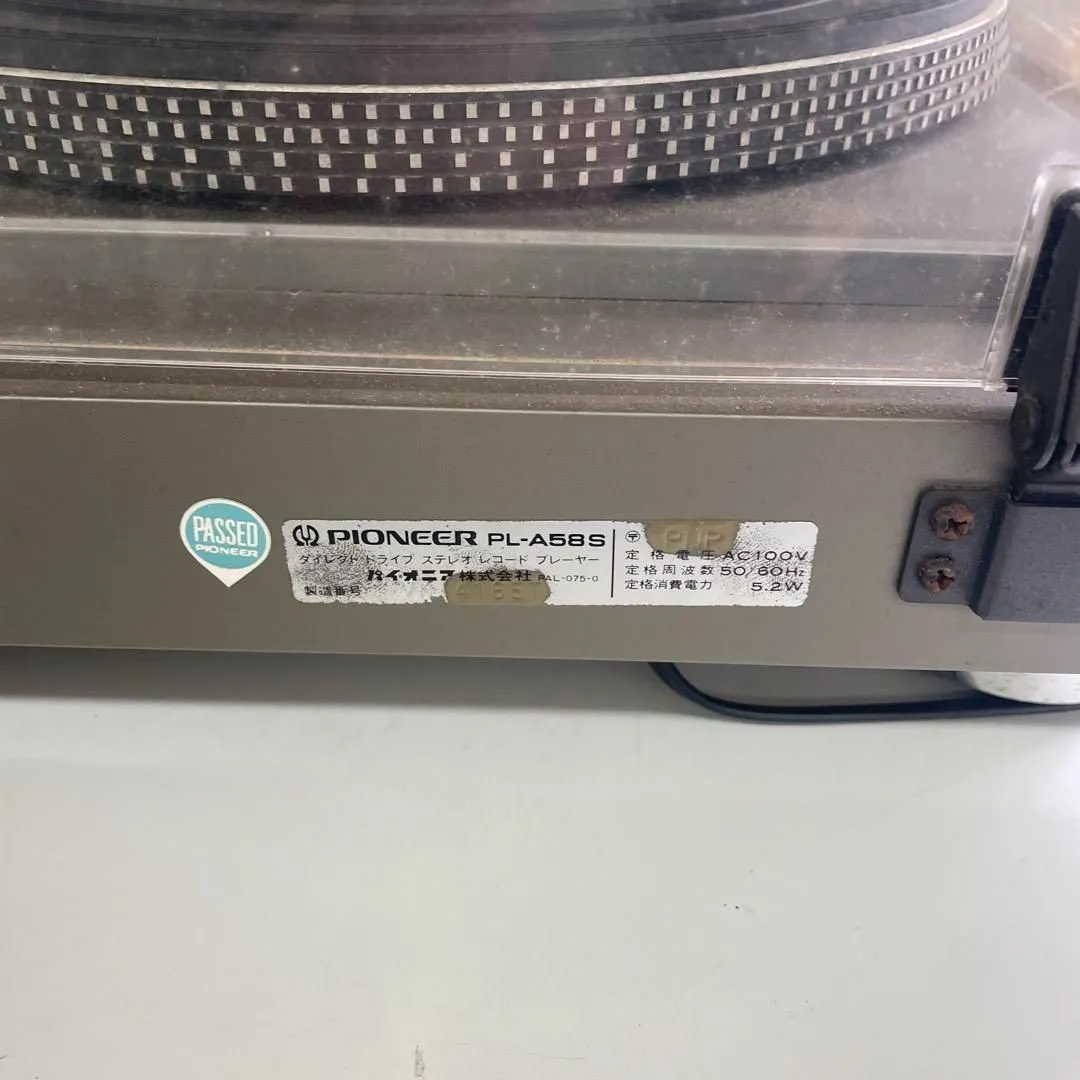 PASSED
PIONEER
PIONEER PL-A58S
ダイレクト ドライブ ステレオ レコード プレーヤー
パイオニア株式会社 PAL-075-0
製造番号
〒
定格電圧 AC100V
定格周波数 50/60Hz
定格消費電力 5.2W